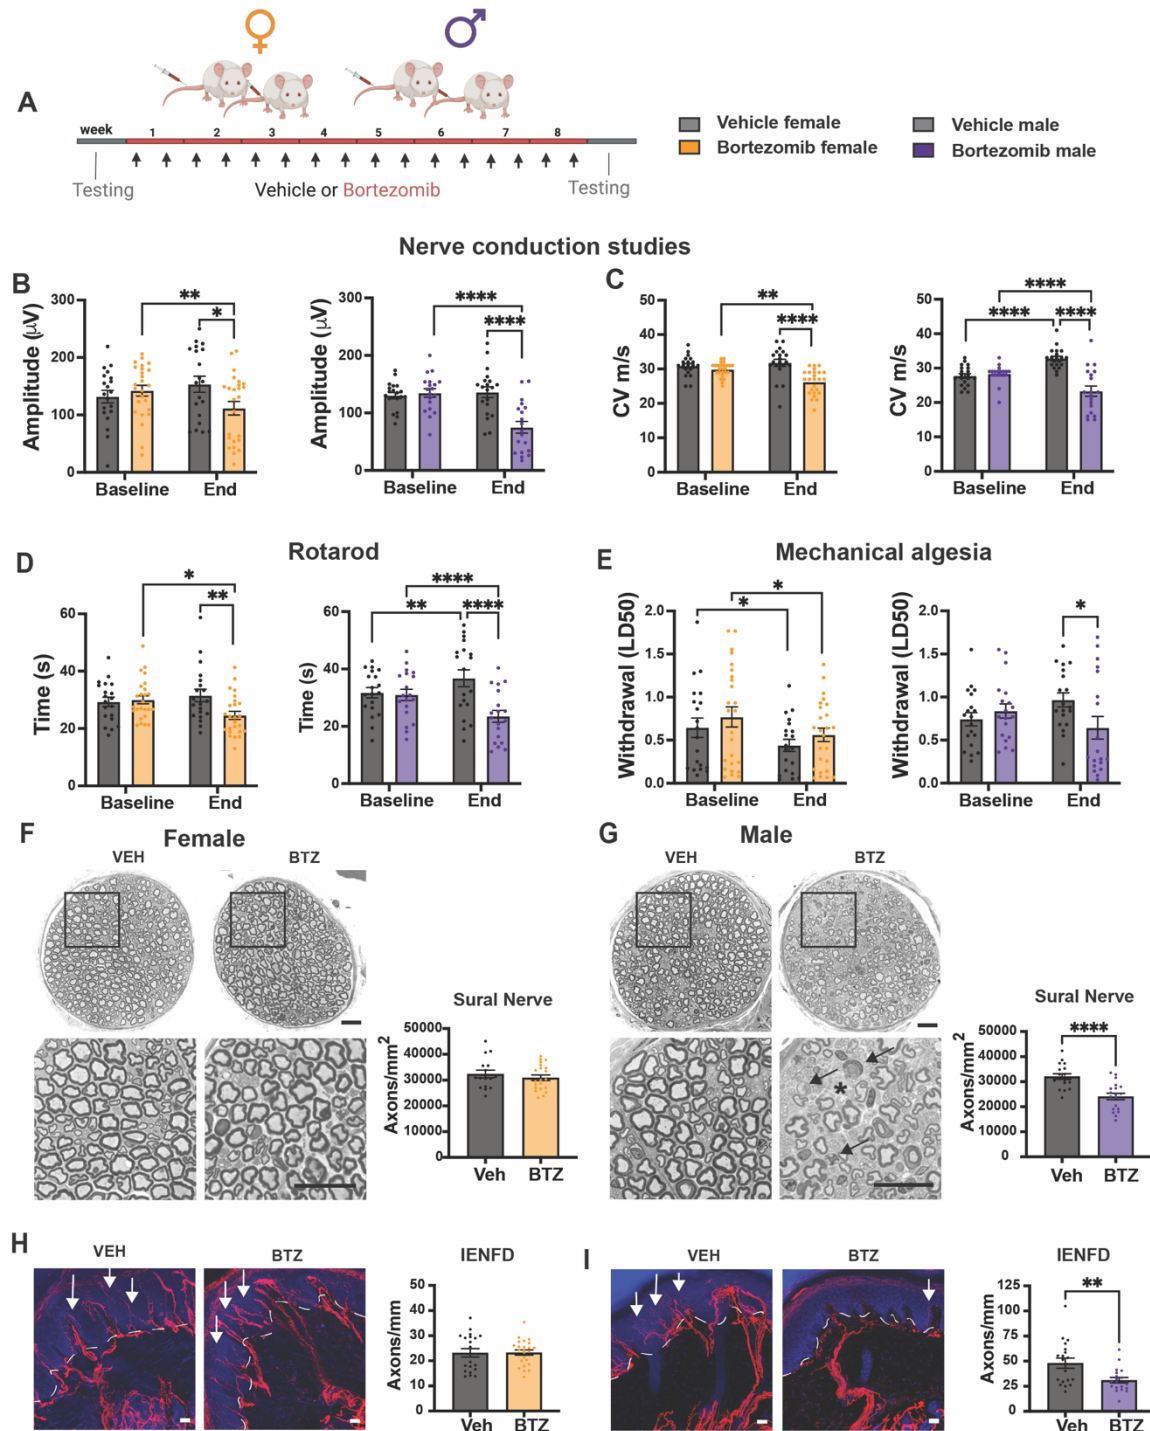 A
week 1 2 3 4 5 6 7 8
Testing Vehicle or Bortezomib Testing
Vehicle female Vehicle male
Bortezomib female Bortezomib male
Nerve conduction studies
B
Amplitude (µV)
300
200
100
0
** *
Baseline End
Amplitude (µV)
300
200
100
0
**** ****
Baseline End
C
CV m/s
50
40
30
20
10
0
** ****
Baseline End
CV m/s
50
40
30
20
10
0
**** **** ****
Baseline End
D
Rotarod
Time (s)
60
40
20
0
* **
Baseline End
Time (s)
60
40
20
0
** **** ****
Baseline End
E
Mechanical algesia
Withdrawal (LD50)
2.0
1.5
1.0
0.5
0.0
* *
Baseline End
Withdrawal (LD50)
2.0
1.5
1.0
0.5
0.0
*
Baseline End
F
Female
VEH BTZ
Sural Nerve
Axons/mm2
50000
40000
30000
20000
10000
0
Veh BTZ
G
Male
VEH BTZ
*
Sural Nerve
Axons/mm2
50000
40000
30000
20000
10000
0
****
Veh BTZ
H
VEH BTZ
IENFD
Axons/mm
50
40
30
20
10
0
Veh BTZ
I
VEH BTZ
IENFD
Axons/mm
125
100
75
50
25
0
**
Veh BTZ